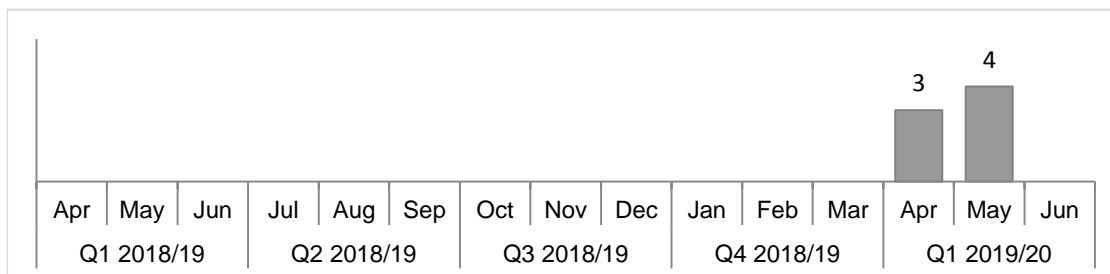 4
3
Apr May Jun Jul Aug Sep Oct Nov Dec Jan Feb Mar Apr May Jun
Q1 2018/19 Q2 2018/19 Q3 2018/19 Q4 2018/19 Q1 2019/20